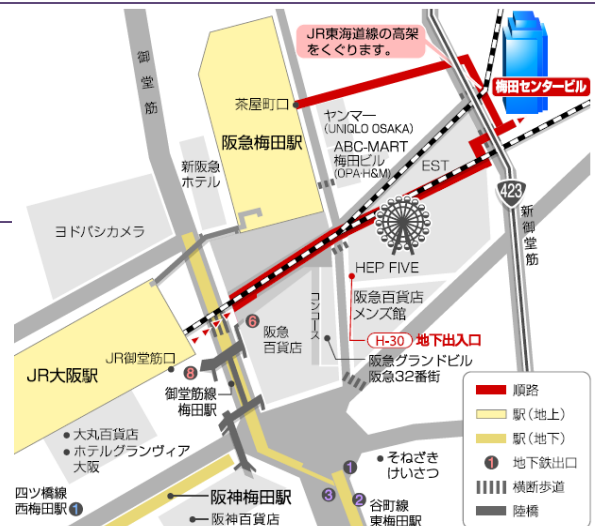 JR東海道線の高架
をくぐります。
御堂筋
茶屋町口
阪急梅田駅
ヤンマー
(UNIQLO OSAKA)
ABC-MART
梅田ビル
(OPA・H&M)
梅田センタービル
新阪急
ホテル
EST
423
新御堂筋
ヨドバシカメラ
HEP FIVE
阪急百貨店
メンズ館
コンコース
6
阪急
百貨店
H-30 地下出入口
阪急グランドビル
阪急32番街
JR御堂筋口
8
JR大阪駅
御堂筋線
梅田駅
大丸百貨店
ホテルグランヴィア
大阪
四ツ橋線
西梅田駅 1
阪神梅田駅
阪神百貨店
そねざき
けいさつ
1
3
2
谷町線
東梅田駅
順路
駅(地上)
駅(地下)
1 地下鉄出口
横断歩道
陸橋